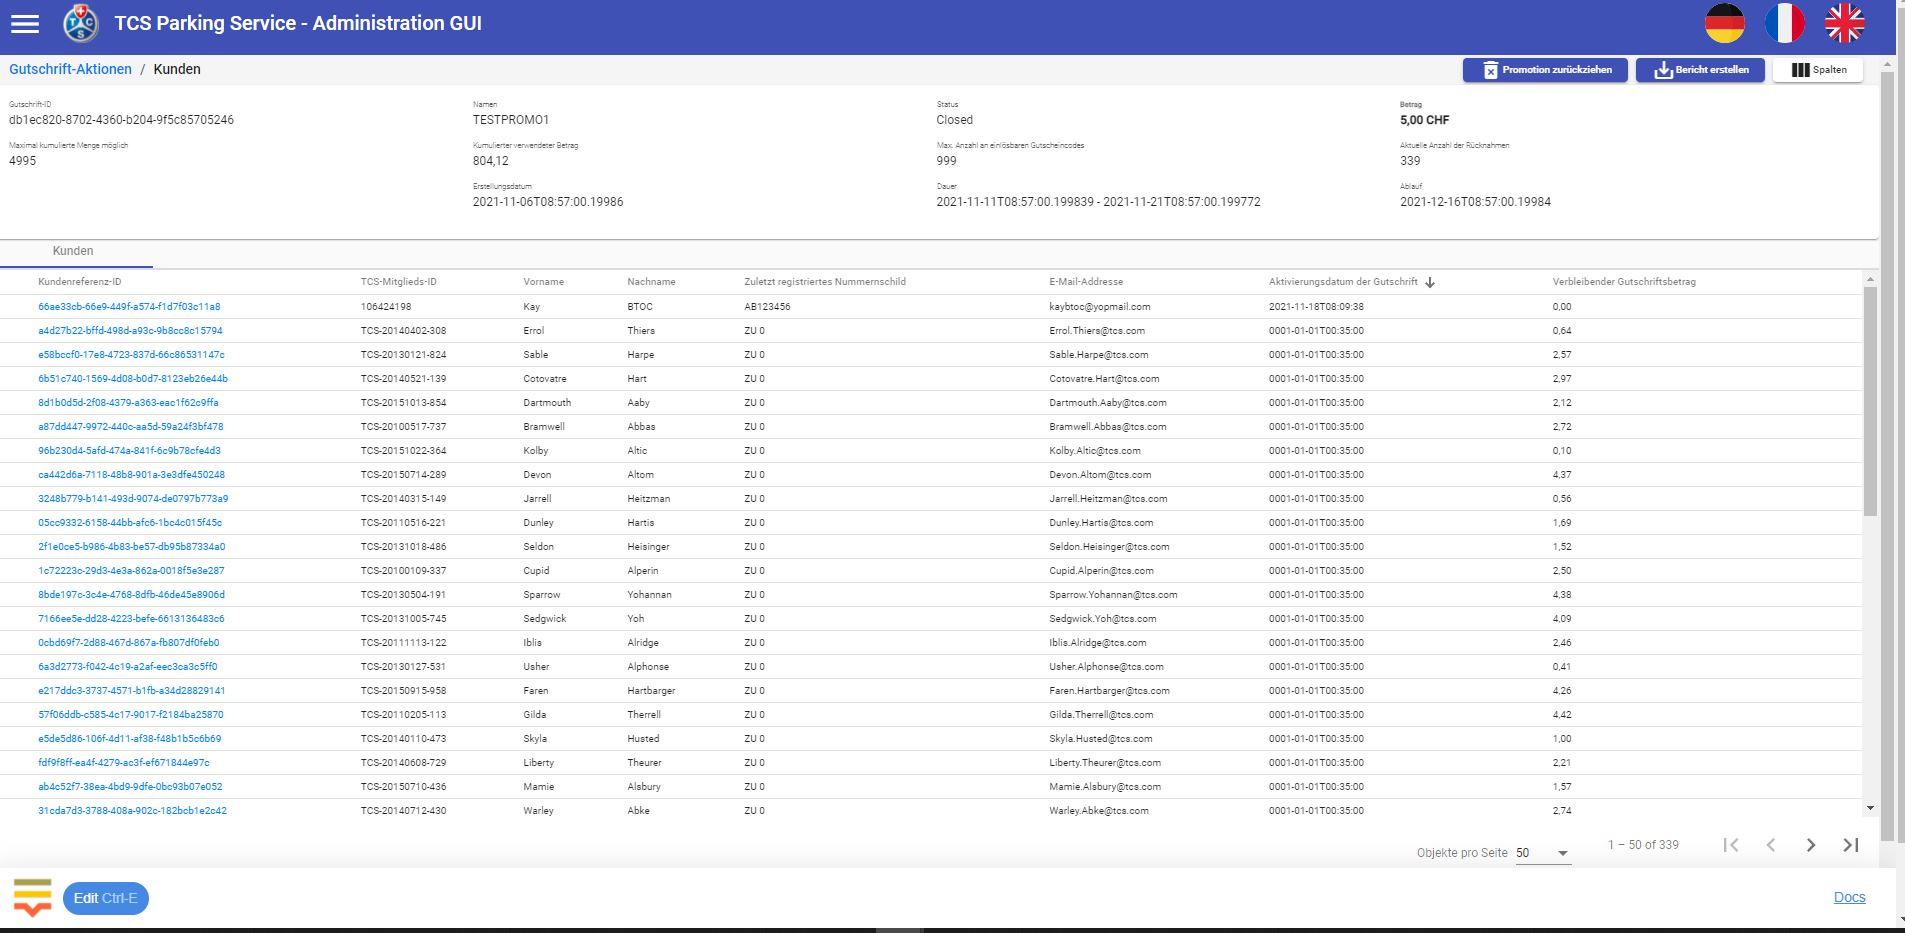 TCS Parking Service - Administration GUI
Gutschrift-Aktionen / Kunden
Promotion zurückziehen Bericht erstellen Spalten
Gutschrift-ID Namen Status Betrag
db1ec820-8702-4360-b204-9f5c85705246 TESTPROMO1 Closed 5,00 CHF
Maximal kumulierte Menge möglich Kumulierter verwendeter Betrag Max. Anzahl an einlösbaren Gutscheincodes Aktuelle Anzahl der Rücknahmen
4995 804,12 999 339
Erstellungsdatum Dauer Ablauf
2021-11-06T08:57:00.19986 2021-11-11T08:57:00.199839 - 2021-11-21T08:57:00.199772 2021-12-16T08:57:00.19984
Kunden
Kundenreferenz-ID TCS-Mitglieds-ID Vorname Nachname Zuletzt registriertes Nummernschild E-Mail-Addresse Aktivierungsdatum der Gutschrift Verbleibender Gutschriftsbetrag
66ae33cb-66e9-449f-a574-f1d7f03c11a8 106424198 Kay BTOC AB123456 kaybtoc@yopmail.com 2021-11-18T08:09:38 0,00
a4d27b22-bffd-498d-a93c-9b8cc8c15794 TCS-20140402-308 Errol Thiers ZU 0 Errol.Thiers@tcs.com 0001-01-01T00:35:00 0,64
e58bccf0-17e8-4723-837d-66c86531147c TCS-20130121-824 Sable Harpe ZU 0 Sable.Harpe@tcs.com 0001-01-01T00:35:00 2,57
6b51c740-1569-4d08-b0d7-8123eb26e44b TCS-20140521-139 Cotovatre Hart ZU 0 Cotovatre.Hart@tcs.com 0001-01-01T00:35:00 2,97
8d1b0d5d-2f08-4379-a363-eac1f62c9ffa TCS-20151013-854 Dartmouth Aaby ZU 0 Dartmouth.Aaby@tcs.com 0001-01-01T00:35:00 2,12
a87dd447-9972-440c-aa5d-59a24f3bf478 TCS-20100517-737 Bramwell Abbas ZU 0 Bramwell.Abbas@tcs.com 0001-01-01T00:35:00 2,72
96b230d4-5afd-474a-841f-6c9b78cfe4d3 TCS-20151022-364 Kolby Altic ZU 0 Kolby.Altic@tcs.com 0001-01-01T00:35:00 0,10
ca442d6a-7118-48b8-901a-3e3dfe450248 TCS-20150714-289 Devon Altom ZU 0 Devon.Altom@tcs.com 0001-01-01T00:35:00 4,37
3248b779-b141-493d-9074-de0797b773a9 TCS-20140315-149 Jarrell Heitzman ZU 0 Jarrell.Heitzman@tcs.com 0001-01-01T00:35:00 0,56
05cc9332-6158-44bb-afc6-1bc4c015f45c TCS-20110516-221 Dunley Hartis ZU 0 Dunley.Hartis@tcs.com 0001-01-01T00:35:00 1,69
2f1e0ce5-b986-4b83-be57-db95b87334a0 TCS-20131018-486 Seldon Heisinger ZU 0 Seldon.Heisinger@tcs.com 0001-01-01T00:35:00 1,52
1c72223c-29d3-4e3a-862a-0018f5e3e287 TCS-20100109-337 Cupid Alperin ZU 0 Cupid.Alperin@tcs.com 0001-01-01T00:35:00 2,50
8bde197c-3c4e-4768-8dfb-46de45e8906d TCS-20130504-191 Sparrow Yohannan ZU 0 Sparrow.Yohannan@tcs.com 0001-01-01T00:35:00 4,38
7166ee5e-dd28-4223-befe-6613136483c6 TCS-20131005-745 Sedgwick Yoh ZU 0 Sedgwick.Yoh@tcs.com 0001-01-01T00:35:00 4,09
0cbd69f7-2d88-467d-867a-fb807df0feb0 TCS-20111113-122 Iblis Alridge ZU 0 Iblis.Alridge@tcs.com 0001-01-01T00:35:00 2,46
6a3d2773-f042-4c19-a2af-eec3ca3c5ff0 TCS-20130127-531 Usher Alphonse ZU 0 Usher.Alphonse@tcs.com 0001-01-01T00:35:00 0,41
e217ddc3-3737-4571-b1fb-a34d28829141 TCS-20150915-958 Faren Hartbarger ZU 0 Faren.Hartbarger@tcs.com 0001-01-01T00:35:00 4,26
57f06ddb-c585-4c17-9017-f2184ba25870 TCS-20110205-113 Gilda Therrell ZU 0 Gilda.Therrell@tcs.com 0001-01-01T00:35:00 4,42
e5de5d86-106f-4d11-af38-f48b1b5c6b69 TCS-20140110-473 Skyla Husted ZU 0 Skyla.Husted@tcs.com 0001-01-01T00:35:00 1,00
fdf9f8ff-ea4f-4279-ac3f-ef671844e97c TCS-20140608-729 Liberty Theurer ZU 0 Liberty.Theurer@tcs.com 0001-01-01T00:35:00 2,21
ab4c52f7-38ea-4bd9-9dfe-0bc93b07e052 TCS-20150710-436 Mamie Alsbury ZU 0 Mamie.Alsbury@tcs.com 0001-01-01T00:35:00 1,57
31cda7d3-3788-408a-902c-182bcb1e2c42 TCS-20140712-430 Warley Abke ZU 0 Warley.Abke@tcs.com 0001-01-01T00:35:00 2,74
Objekte pro Seite 50 1 – 50 of 339
Edit Ctrl-E Docs